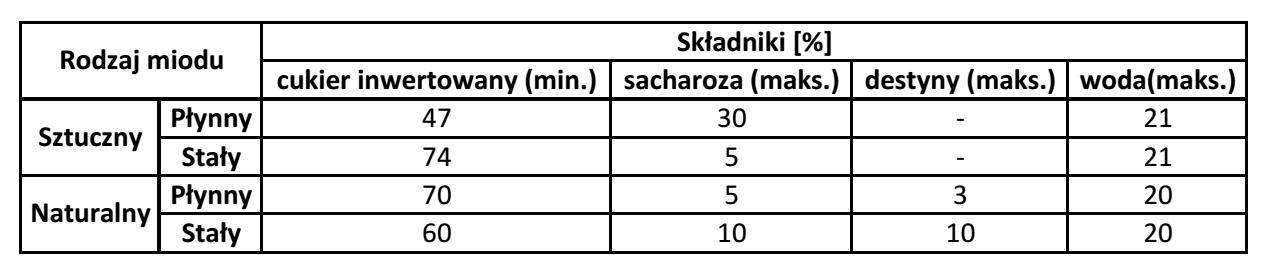 Rodzaj miodu Składniki [%]
cukier inwertowany (min.) sacharoza (maks.) destyny (maks.) woda(maks.)
Sztuczny Płynny 47 30 - 21
Stały 74 5 - 21
Naturalny Płynny 70 5 3 20
Stały 60 10 10 20